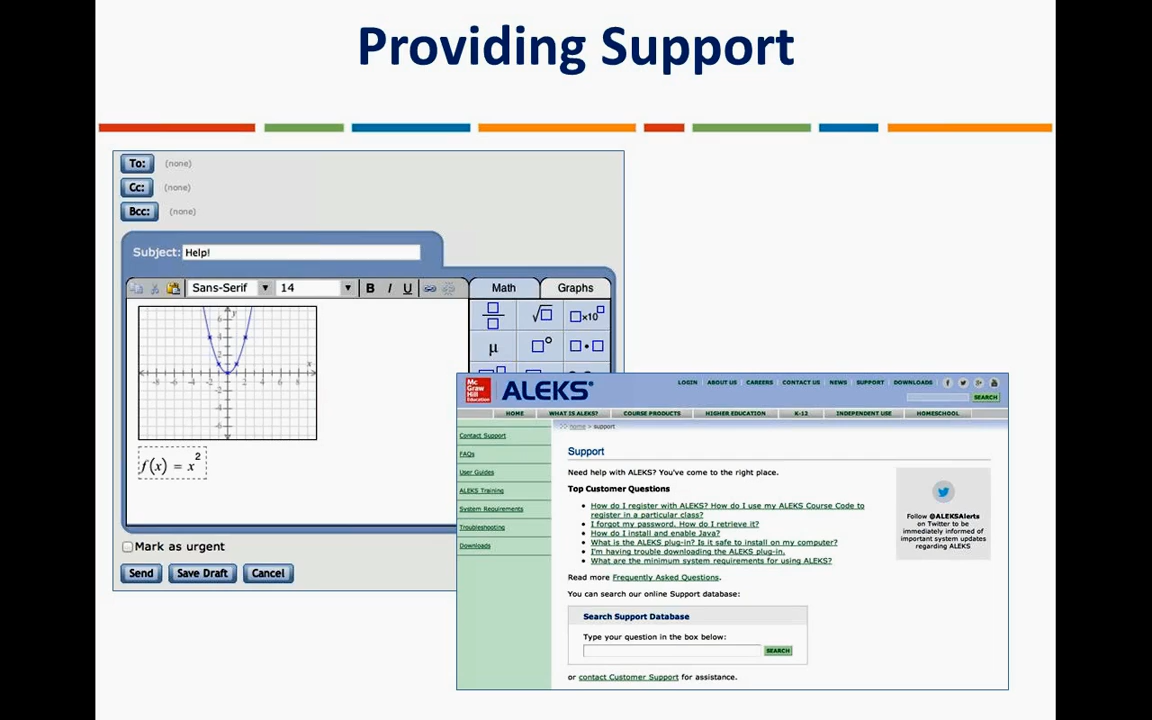 Providing Support
To: (none)
Cc: (none)
Bcc: (none)
Subject: Help!
Sans-Serif 14 B I U
Math Graphs
x10
μ
f(x) = x2
Mark as urgent
Send Save Draft Cancel
Mc Graw Hill Education
ALEKS
LOGIN ABOUT US CAREERS CONTACT US NEWS SUPPORT DOWNLOADS
SEARCH
HOME WHAT IS ALEKS? COURSE PRODUCTS HIGHER EDUCATION K-12 INDEPENDENT USE HOMESCHOOL
Contact Support
FAQs
User Guides
ALEKS Training
System Requirements
Troubleshooting
Downloads
>> home > support
Support
Need help with ALEKS? You've come to the right place.
Top Customer Questions
How do I register with ALEKS? How do I use my ALEKS Course Code to
register in a particular class?
I forgot my password. How do I retrieve it?
How do I install and enable Java?
What is the ALEKS plug-in? Is it safe to install on my computer?
I'm having trouble downloading the ALEKS plug-in.
What are the minimum system requirements for using ALEKS?
Read more Frequently Asked Questions.
You can search our online Support database:
Search Support Database
Type your question in the box below:
SEARCH
or contact Customer Support for assistance.
Follow @ALEKSAlerts
on Twitter to be
immediately informed of
important system updates
regarding ALEKS